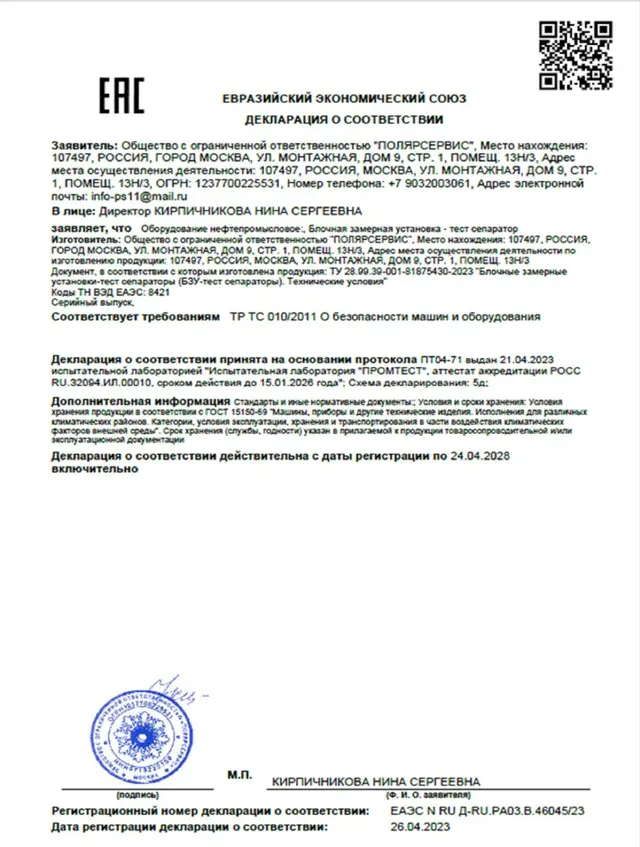 EAC
ЕВРАЗИЙСКИЙ ЭКОНОМИЧЕСКИЙ СОЮЗ
ДЕКЛАРАЦИЯ О СООТВЕТСТВИИ
Заявитель: Общество с ограниченной ответственностью "ПОЛЯРСЕРВИС", Место нахождения:
107497, РОССИЯ, ГОРОД МОСКВА, УЛ. МОНТАЖНАЯ, ДОМ 9, СТР. 1, ПОМЕЩ. 13Н/3, Адрес
места осуществления деятельности: 107497, РОССИЯ, МОСКВА, УЛ. МОНТАЖНАЯ, ДОМ 9, СТР.
1, ПОМЕЩ. 13Н/3, ОГРН: 1237700225531, Номер телефона: +7 9032003061, Адрес электронной
почты: info-ps11@mail.ru
В лице: Директор КИРПИЧНИКОВА НИНА СЕРГЕЕВНА
заявляет, что Оборудование нефтепромысловое:, Блочная замерная установка - тест сепаратор
Изготовитель: Общество с ограниченной ответственностью "ПОЛЯРСЕРВИС", Место нахождения: 107497, РОССИЯ,
ГОРОД МОСКВА, УЛ. МОНТАЖНАЯ, ДОМ 9, СТР. 1, ПОМЕЩ. 13Н/3, Адрес места осуществления деятельности по
изготовлению продукции: 107497, РОССИЯ, МОСКВА, УЛ. МОНТАЖНАЯ, ДОМ 9, СТР. 1, ПОМЕЩ. 13Н/3
Документ, в соответствии с которым изготовлена продукция: ТУ 28.99.39-001-81875430-2023 "Блочные замерные
установки-тест сепараторы (БЗУ-тест сепараторы). Технические условия"
Коды ТН ВЭД ЕАЭС: 8421
Серийный выпуск,
Соответствует требованиям ТР ТС 010/2011 О безопасности машин и оборудования
Декларация о соответствии принята на основании протокола ПТ04-71 выдан 21.04.2023
испытательной лабораторией "Испытательная лаборатория "ПРОМТЕСТ", аттестат аккредитации РОСС
RU.32094.ИЛ.00010, сроком действия до 15.01.2026 года"; Схема декларирования: 5д;
Дополнительная информация Стандарты и иные нормативные документы:; Условия и сроки хранения: Условия
хранения продукции в соответствии с ГОСТ 15150-69 "Машины, приборы и другие технические изделия. Исполнения для различных
климатических районов. Категории, условия эксплуатации, хранения и транспортирования в части воздействия климатических
факторов внешней среды". Срок хранения (службы, годности) указан в прилагаемой к продукции товаросопроводительной и/или
эксплуатационной документации
Декларация о соответствии действительна с даты регистрации по 24.04.2028
включительно
М.П.
КИРПИЧНИКОВА НИНА СЕРГЕЕВНА
(подпись) (Ф. И. О. заявителя)
Регистрационный номер декларации о соответствии: ЕАЭС N RU Д-RU.РА03.В.46045/23
Дата регистрации декларации о соответствии: 26.04.2023